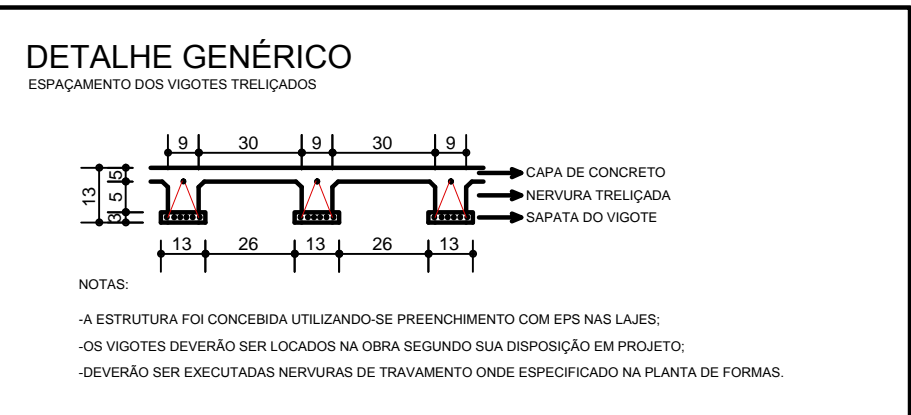 DETALHE GENÉRICO
ESPAÇAMENTO DOS VIGOTES TRELIÇADOS
9 30 9 30 9
13
5
5
3
CAPA DE CONCRETO
NERVURA TRELIÇADA
SAPATA DO VIGOTE
13 26 13 26 13
NOTAS:
-A ESTRUTURA FOI CONCEBIDA UTILIZANDO-SE PREENCHIMENTO COM EPS NAS LAJES;
-OS VIGOTES DEVERÃO SER LOCADOS NA OBRA SEGUNDO SUA DISPOSIÇÃO EM PROJETO;
-DEVERÃO SER EXECUTADAS NERVURAS DE TRAVAMENTO ONDE ESPECIFICADO NA PLANTA DE FORMAS.